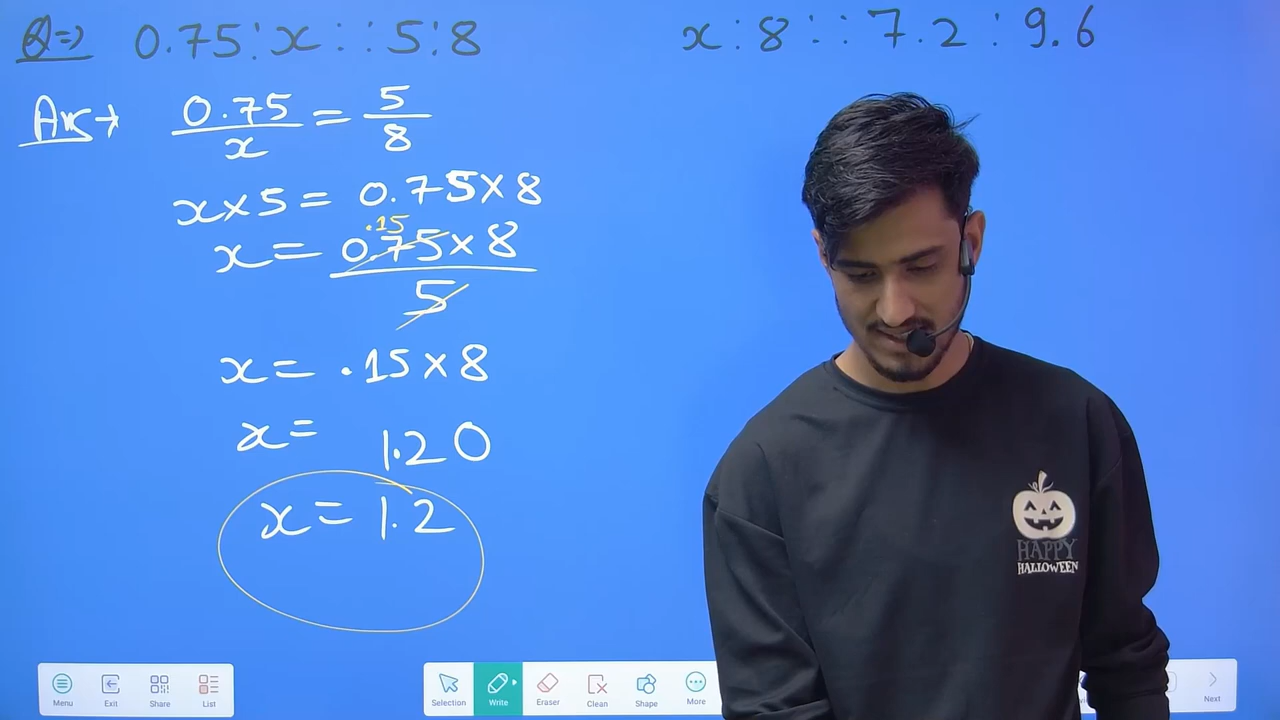 Q⇒ 0.75:x::5:8
x:8::7.2:9.6
Ans→ 0.75/x = 5/8
x×5 = 0.75×8
.15
x = 0.75×8
5
x = .15×8
x = 1.20
x = 1.2
HAPPY
HALLOWEEN
Menu Exit Share List Selection Write Eraser Clean Shape More Next